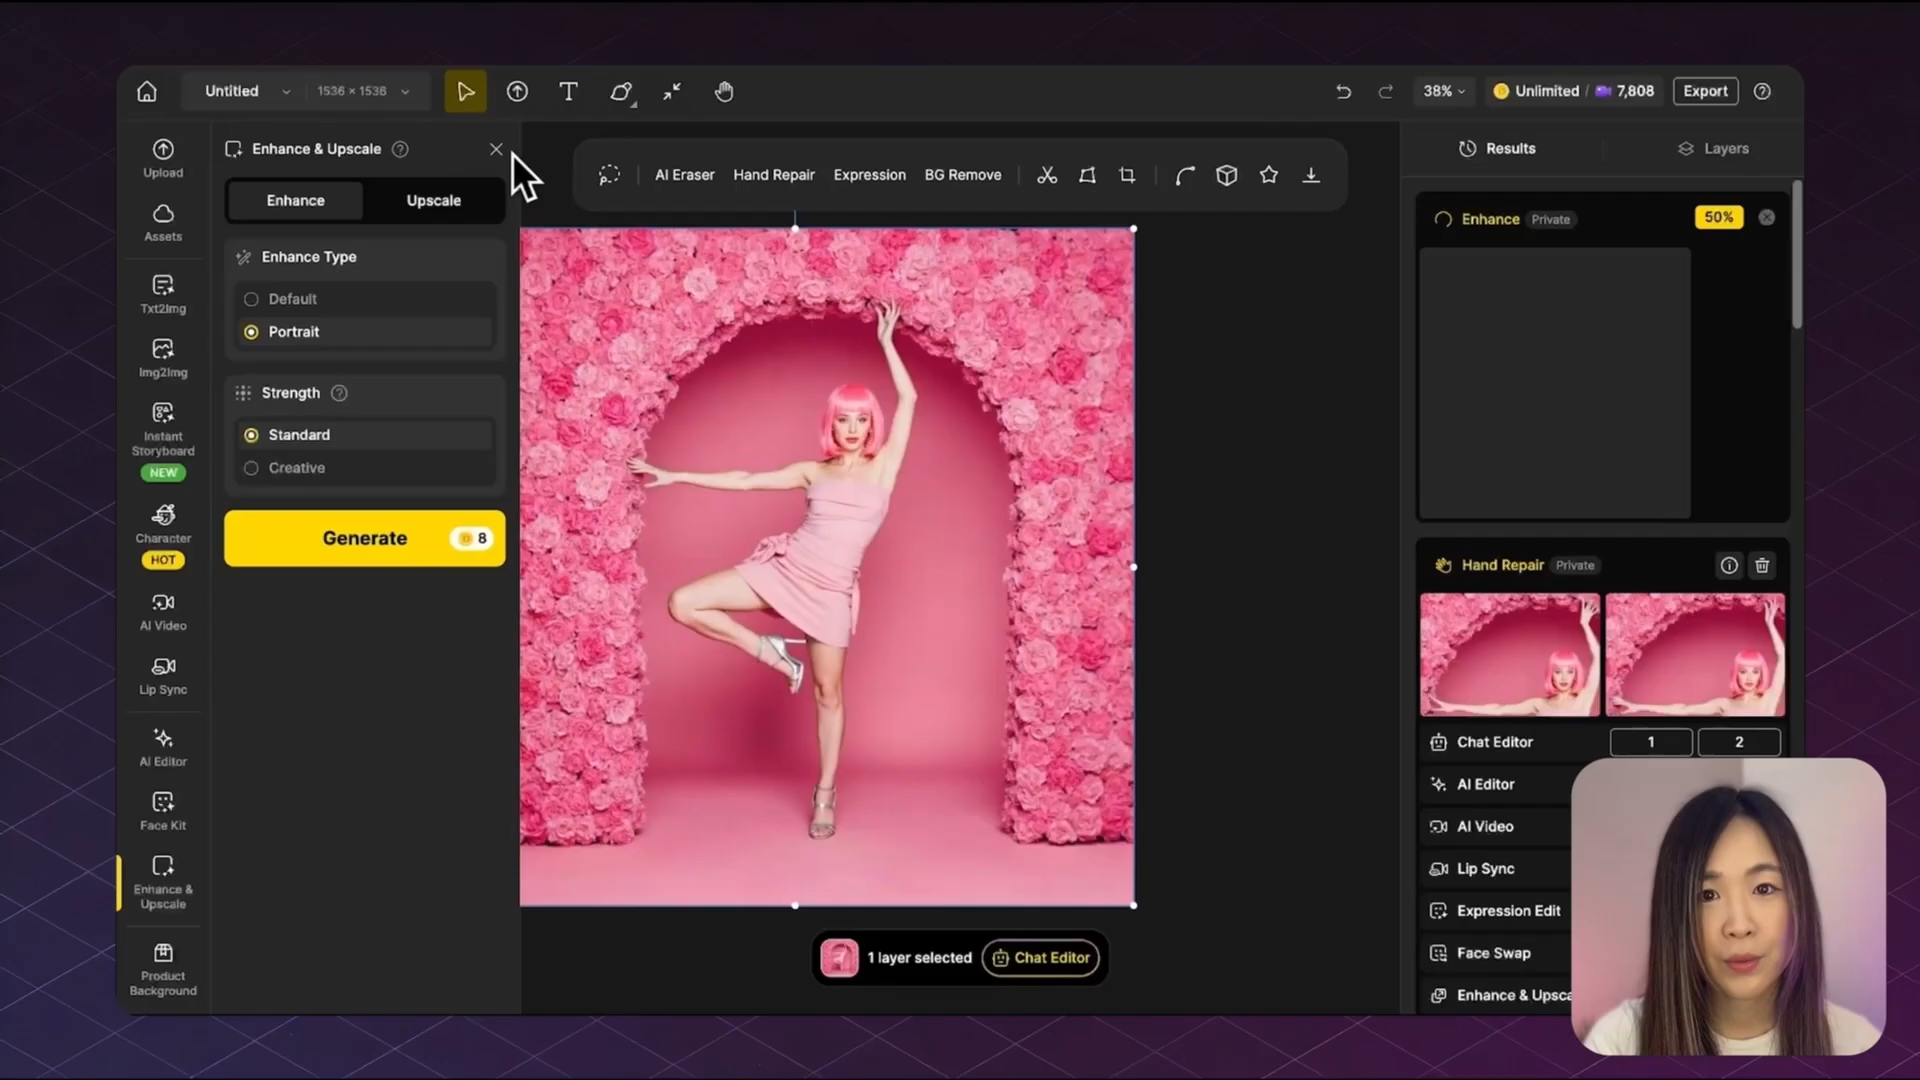 Untitled
1536 × 1536
38%
Unlimited / 7,808
Export
Upload
Assets
Txt2Img
Img2Img
Instant
Storyboard
NEW
Character
HOT
AI Video
Lip Sync
AI Editor
Face Kit
Enhance &
Upscale
Product
Background
Enhance & Upscale
Enhance
Upscale
Enhance Type
Default
Portrait
Strength
Standard
Creative
Generate 8
AI Eraser
Hand Repair
Expression
BG Remove
1 layer selected
Chat Editor
Results
Layers
Enhance Private
50%
Hand Repair Private
Chat Editor
1
2
AI Editor
AI Video
Lip Sync
Expression Edit
Face Swap
Enhance & Upsca